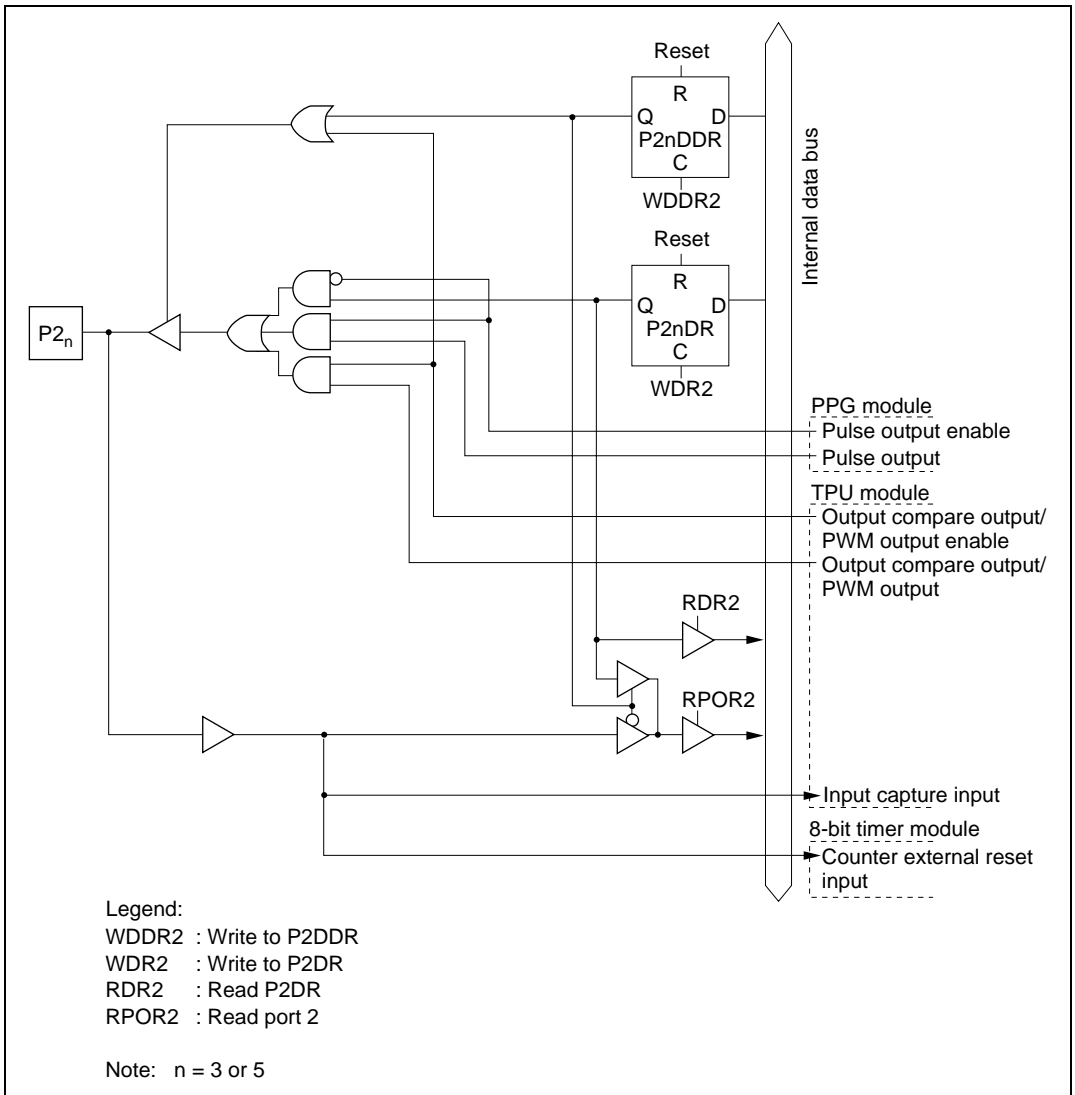 Reset
R
Q D
P2nDDR
C
WDDR2
Reset
R
Q D
P2nDR
C
WDR2
Internal data bus
P2n
PPG module
Pulse output enable
Pulse output
TPU module
Output compare output/
PWM output enable
Output compare output/
PWM output
RDR2
RPOR2
Input capture input
8-bit timer module
Counter external reset
input
Legend:
WDDR2 : Write to P2DDR
WDR2 : Write to P2DR
RDR2 : Read P2DR
RPOR2 : Read port 2
Note: n = 3 or 5